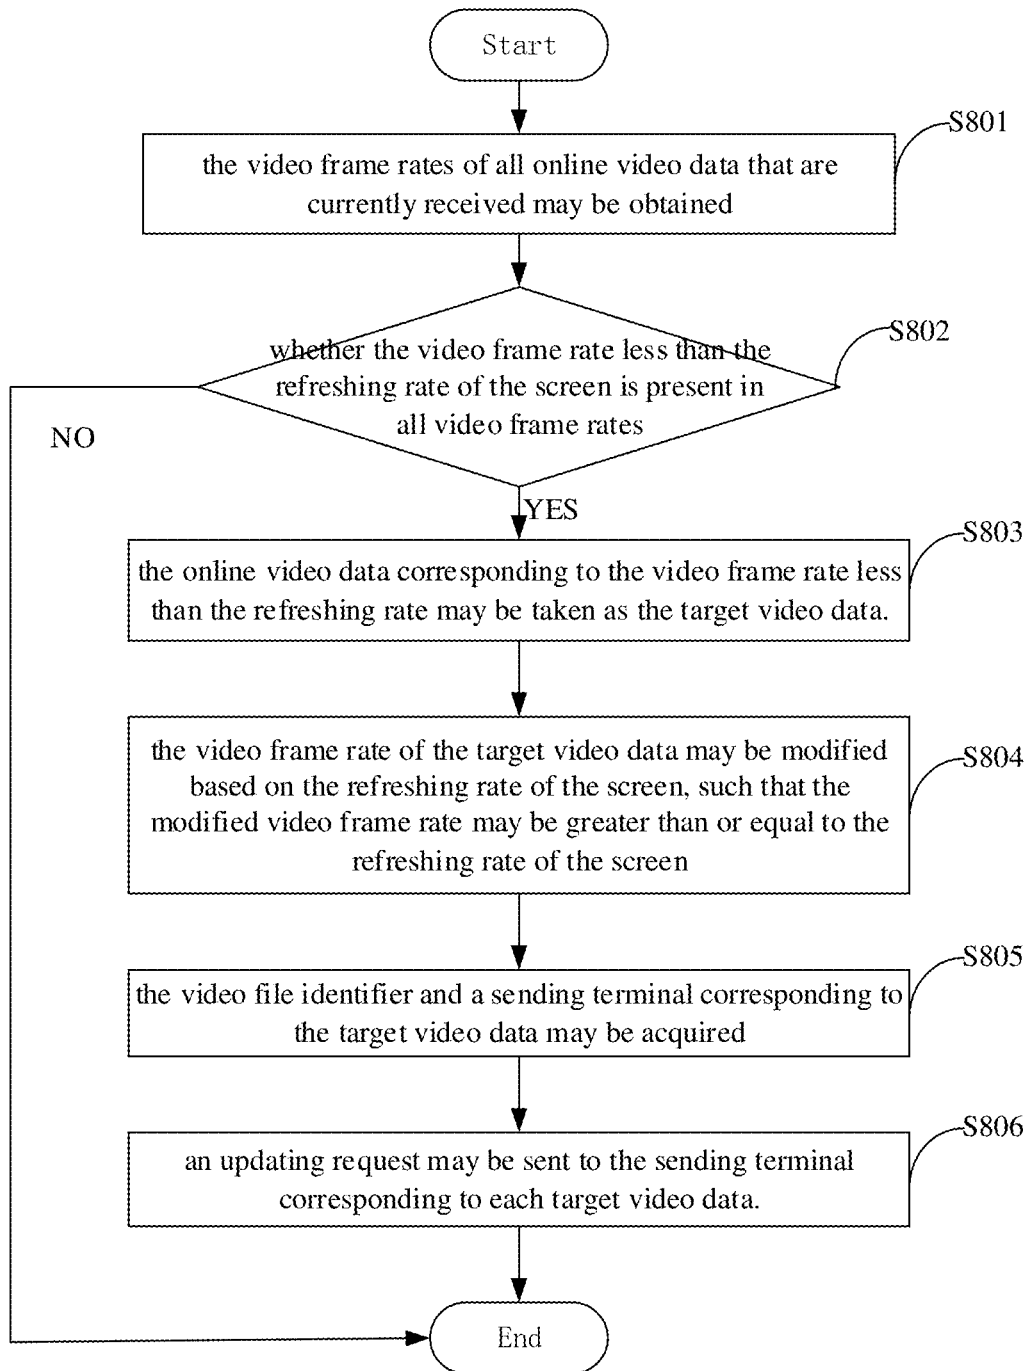 Start
S801
the video frame rates of all online video data that are
currently received may be obtained
S802
whether the video frame rate less than the
refreshing rate of the screen is present in
all video frame rates
NO
YES
S803
the online video data corresponding to the video frame rate less
than the refreshing rate may be taken as the target video data.
S804
the video frame rate of the target video data may be modified
based on the refreshing rate of the screen, such that the
modified video frame rate may be greater than or equal to the
refreshing rate of the screen
S805
the video file identifier and a sending terminal corresponding to
the target video data may be acquired
S806
an updating request may be sent to the sending terminal
corresponding to each target video data.
End